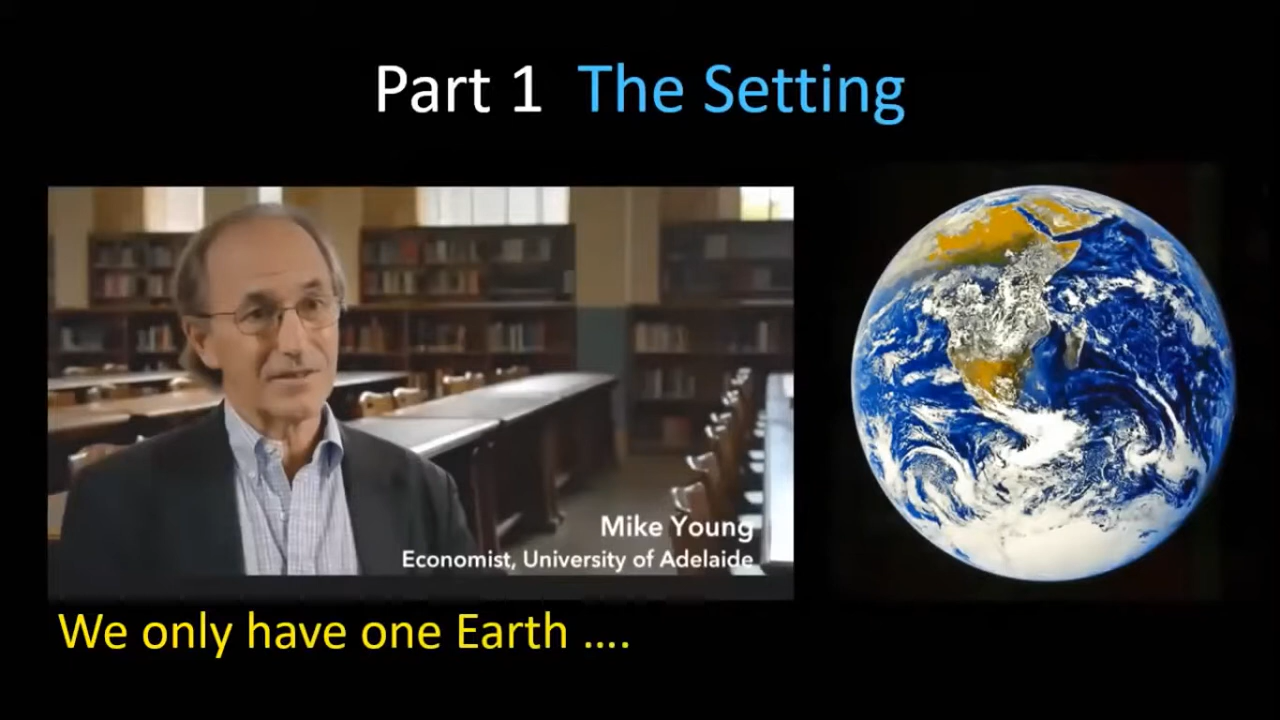 Part 1 The Setting
Mike Young
Economist, University of Adelaide
We only have one Earth ....